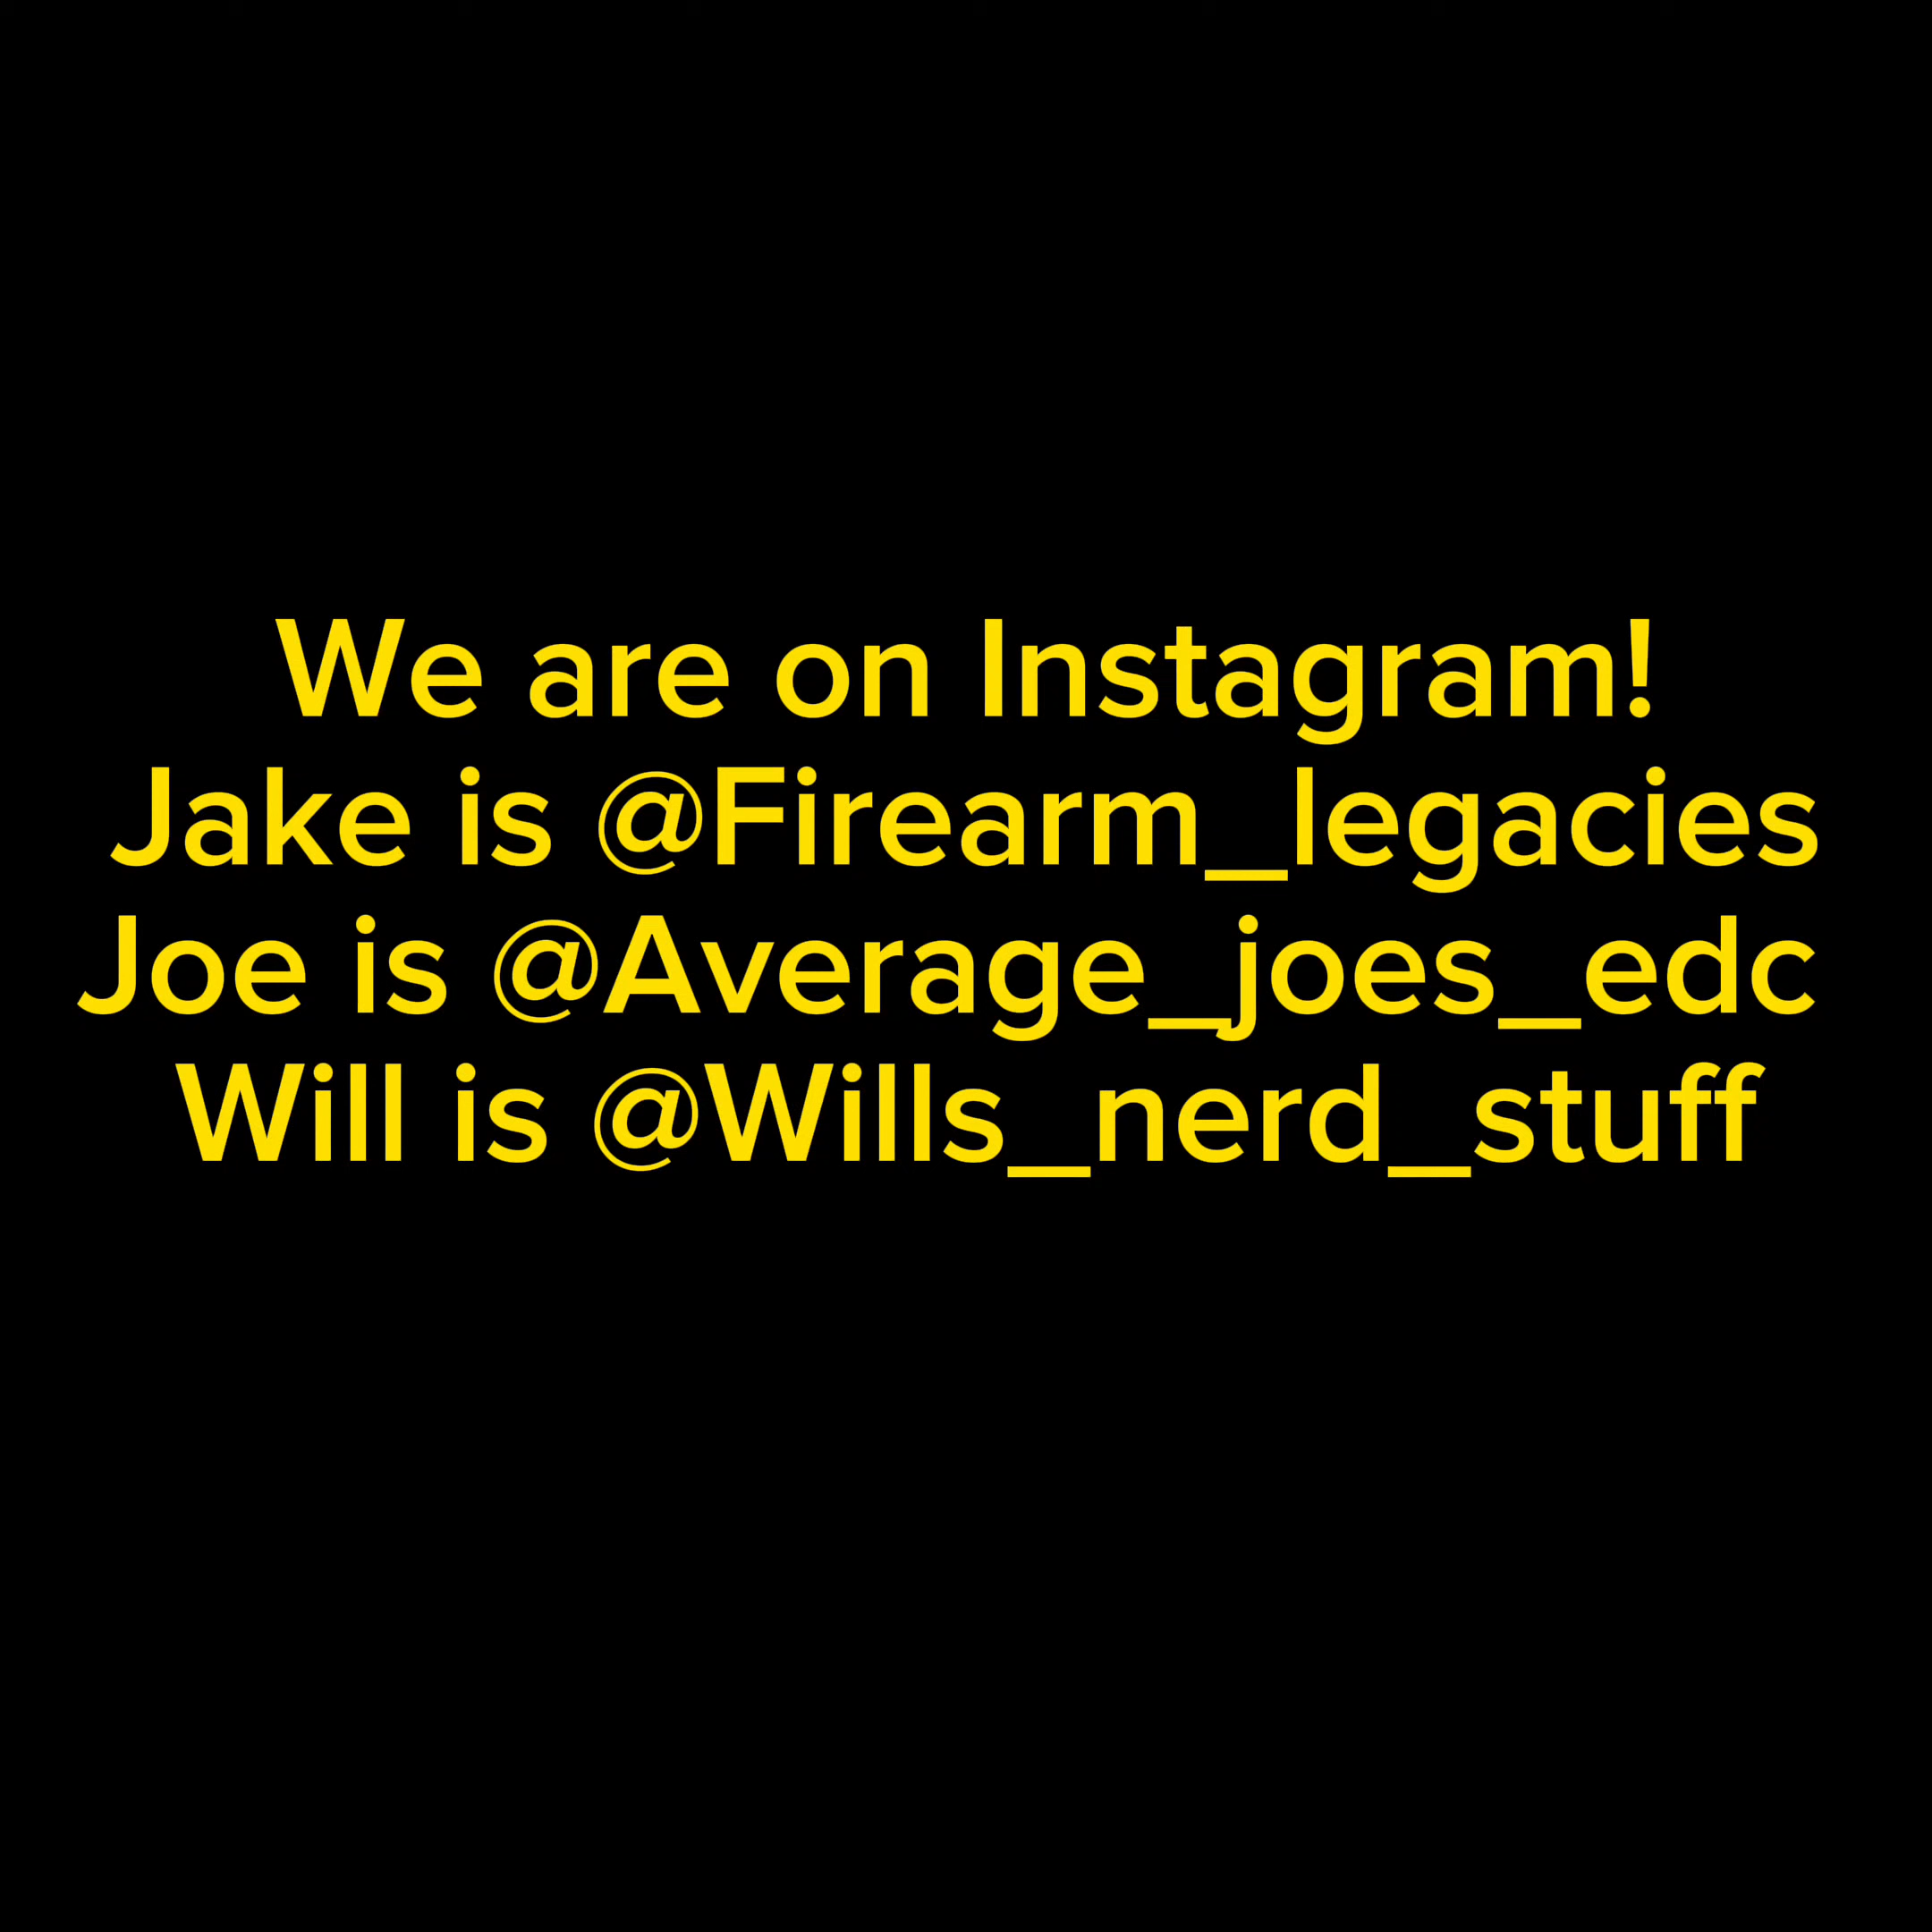 We are on Instagram!
Jake is @Firearm_legacies
Joe is @Average_joes_edc
Will is @Wills_nerd_stuff